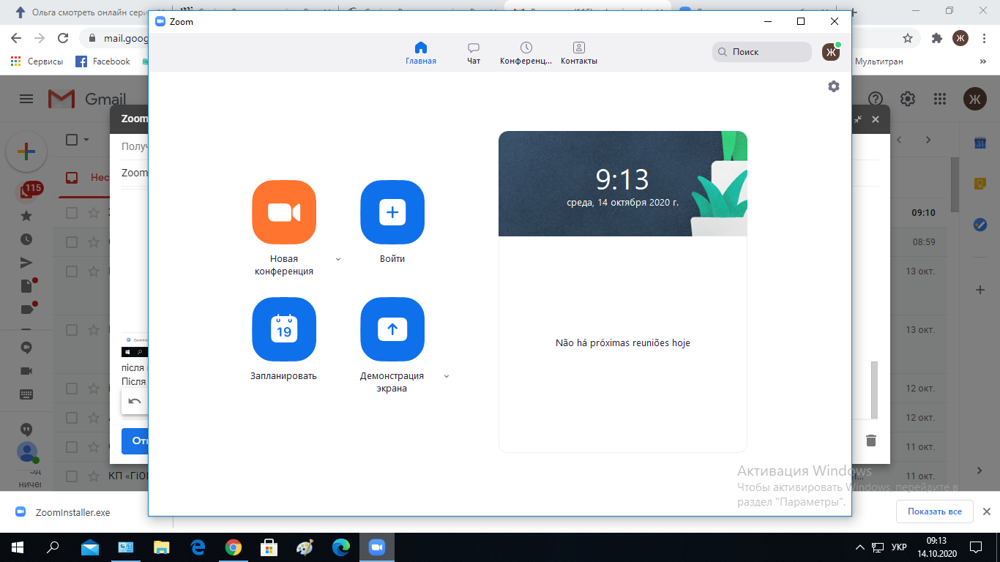 Ольга смотреть онлайн сери
Zoom
mail.goog
Сервисы
Facebook
Мультитран
Главная
Чат
Конференц...
Контакты
Поиск
Ж
Ж
Gmail
Ж
Zoom
Получ
Zoom
115
Нес
09:10
08:59
13 окт.
13 окт.
12 окт.
12 окт.
11 окт.
11 окт.
Новая
конференция
Войти
19
Запланировать
Демонстрация
экрана
9:13
среда, 14 октября 2020 г.
Não há próximas reuniões hoje
31
після
Після
От
КП «ГіО
ничег
Активация Windows
Чтобы активировать Windows, перейдите в
раздел "Параметры".
ZoomInstaller.exe
Показать все
УКР
09:13
14.10.2020